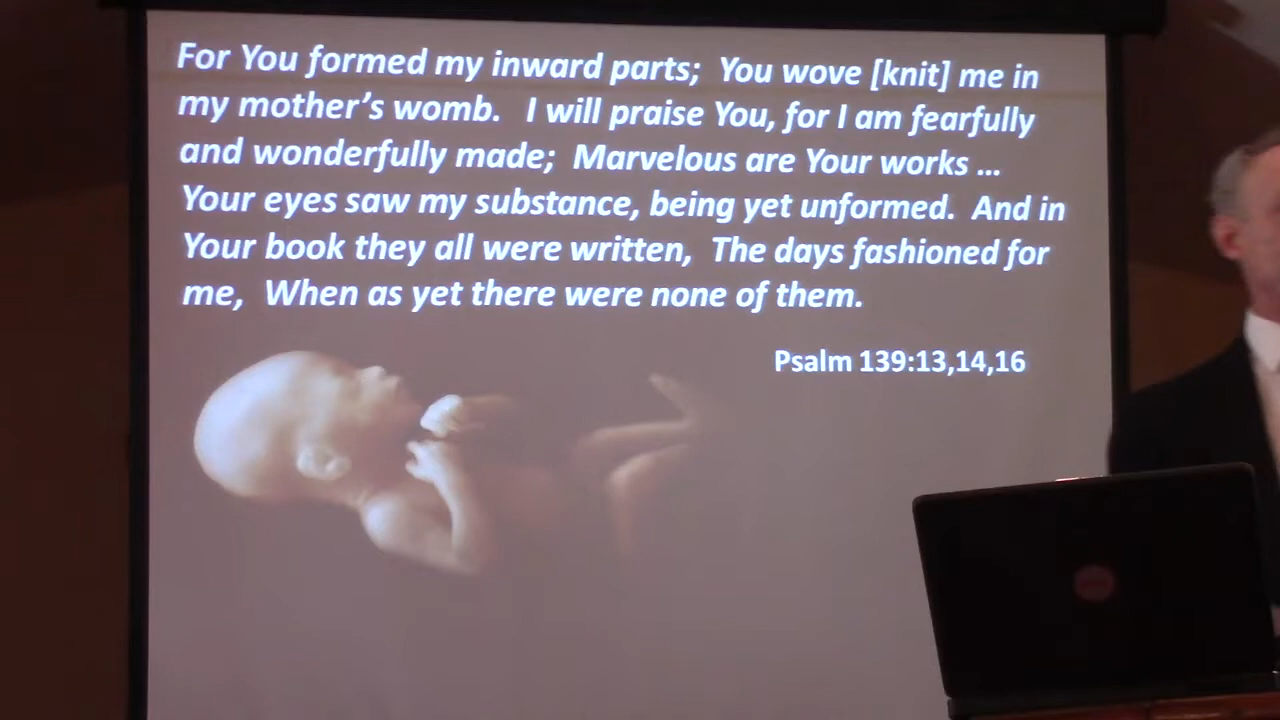 For You formed my inward parts; You wove [knit] me in
my mother's womb. I will praise You, for I am fearfully
and wonderfully made; Marvelous are Your works ...
Your eyes saw my substance, being yet unformed. And in
Your book they all were written, The days fashioned for
me, When as yet there were none of them.
Psalm 139:13,14,16